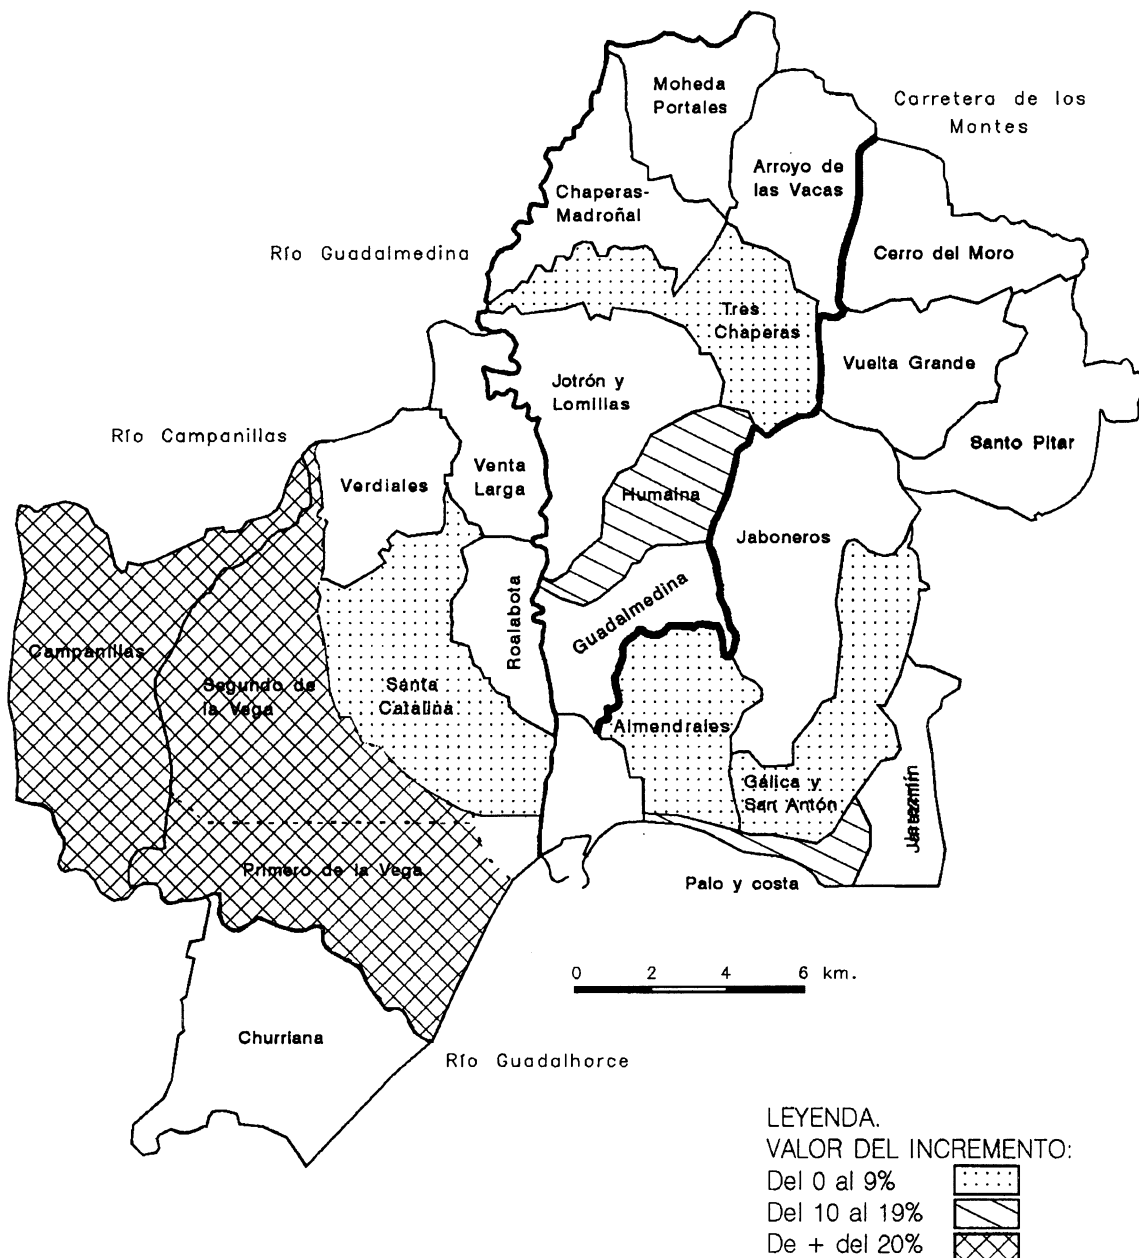 Moheda
Portales
Carretera de los
Montes
Arroyo de
las Vacas
Chaperas-
Madroñal
Río Guadalmedina
Cerro del Moro
Tres
Chaperas
Vuelta Grande
Jotrón y
Lomillas
Río Campanillas
Santo Pitar
Venta
Larga
Verdiales
Humaina
Jaboneros
Roalabota
Guadalmedina
Campanillas
Segundo de
la Vega
Santa
Catalina
Almendrales
Gálica y
San Antón
Primero de la Vega
Palo y costa
0 2 4 6 km.
Churriana
Río Guadalhorce
LEYENDA.
VALOR DEL INCREMENTO:
Del 0 al 9%
Del 10 al 19%
De + del 20%